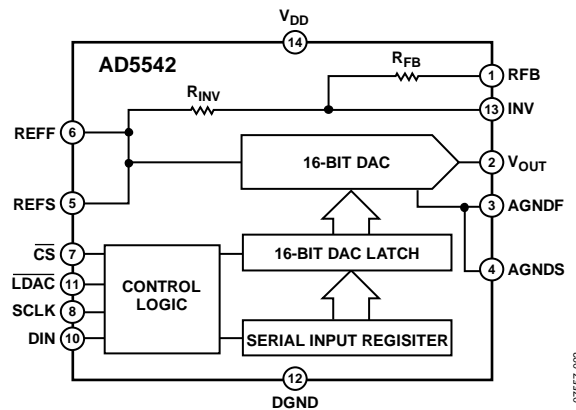 VDD
14
AD5542
RFB
1
RFB
RINV
13
INV
REFF
6
16-BIT DAC
2
VOUT
REFS
5
3
AGNDF
CS
7
16-BIT DAC LATCH
4
AGNDS
LDAC
11
CONTROL
LOGIC
SCLK
8
DIN
10
SERIAL INPUT REGISITER
12
DGND